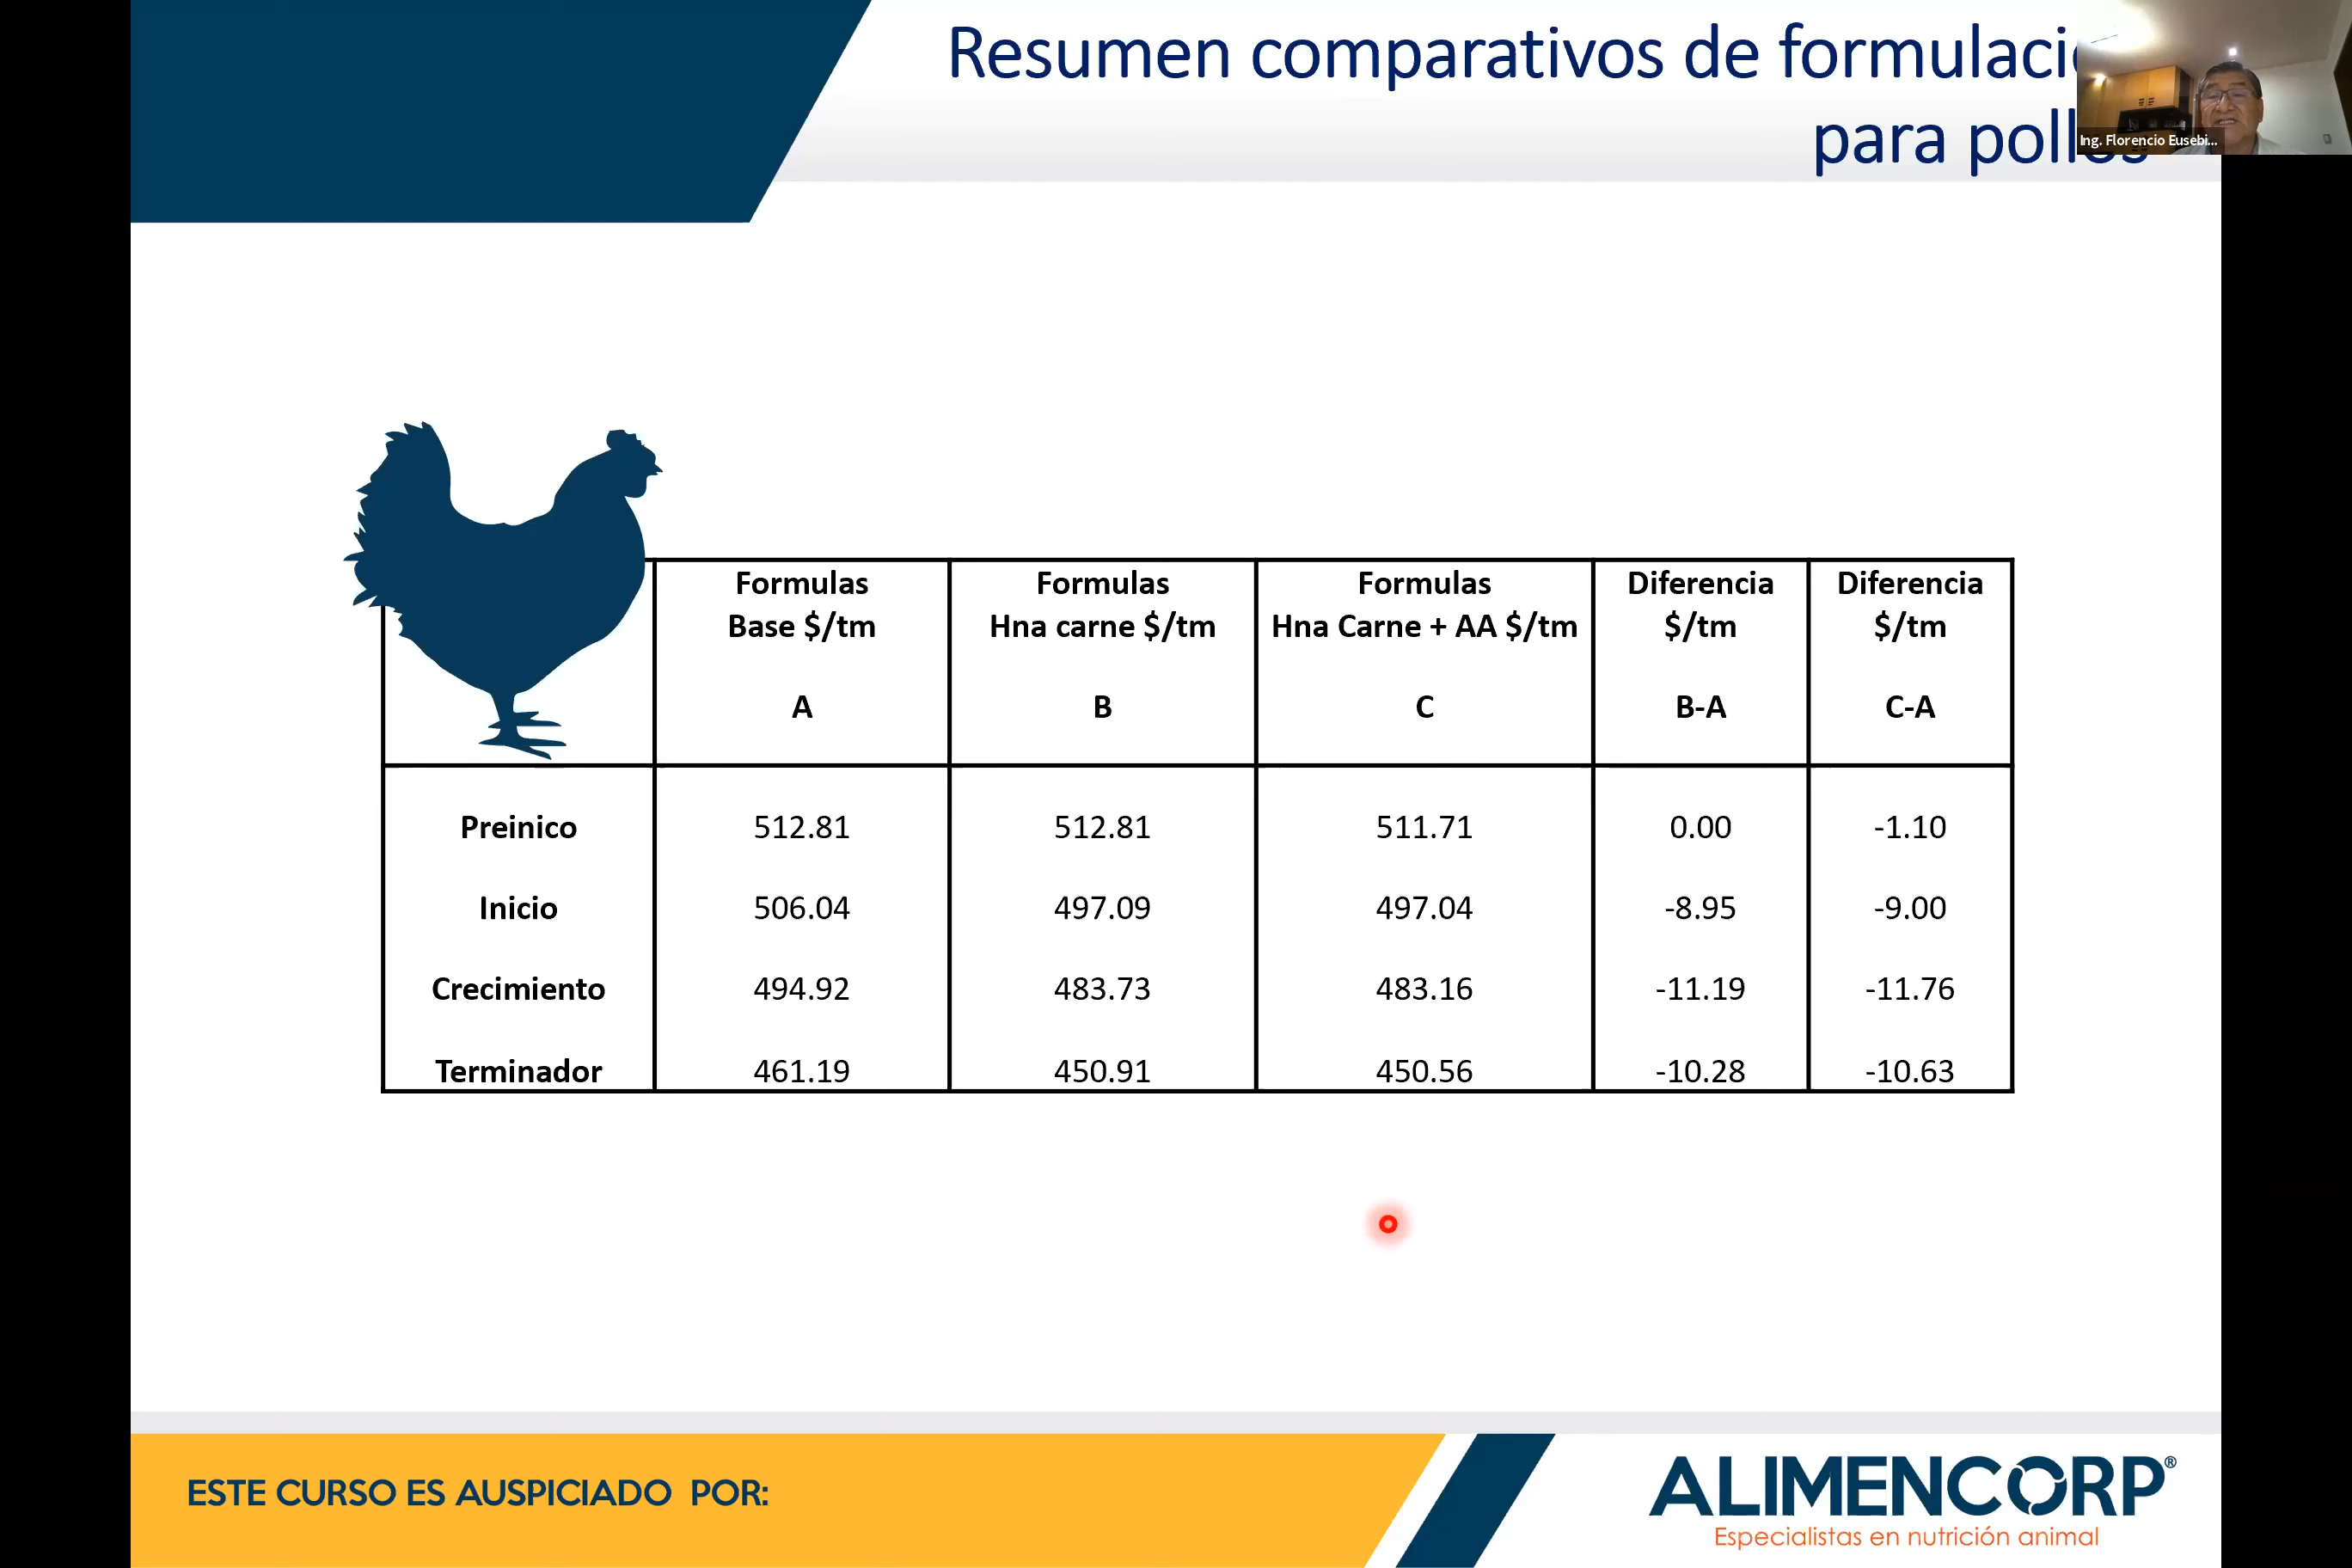 Resumen comparativos de formulaci
para pollos
Ing. Florencio Eusebi...
Formulas Base $/tm A
Formulas Hna carne $/tm B
Formulas Hna Carne + AA $/tm C
Diferencia $/tm B-A
Diferencia $/tm C-A
Preinico 512.81 512.81 511.71 0.00 -1.10
Inicio 506.04 497.09 497.04 -8.95 -9.00
Crecimiento 494.92 483.73 483.16 -11.19 -11.76
Terminador 461.19 450.91 450.56 -10.28 -10.63
ESTE CURSO ES AUSPICIADO POR:
ALIMENCORP®
Especialistas en nutrición animal